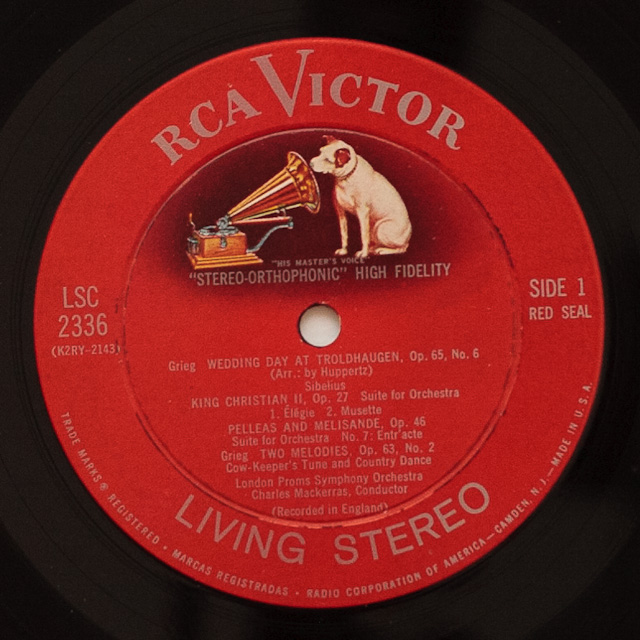 RCA VICTOR
"HIS MASTER'S VOICE"
"STEREO-ORTHOPHONIC" HIGH FIDELITY
LSC
2336
(K2RY-2143)
SIDE 1
RED SEAL
Grieg WEDDING DAY AT TROLDHAUGEN, Op. 65, No. 6
(Arr.: by Huppertz)
Sibelius
KING CHRISTIAN II, Op. 27 Suite for Orchestra
1. Élégie 2. Musette
PELLEAS AND MELISANDE, Op. 46
Suite for Orchestra No. 7: Entr'acte
Grieg TWO MELODIES, Op. 63, No. 2
Cow-Keeper's Tune and Country Dance
London Proms Symphony Orchestra
Charles Mackerras, Conductor
(Recorded in England)
LIVING STEREO
TRADE MARKS® REGISTERED • MARCAS REGISTRADAS • RADIO CORPORATION OF AMERICA—CAMDEN, N. J.—MADE IN U.S.A.